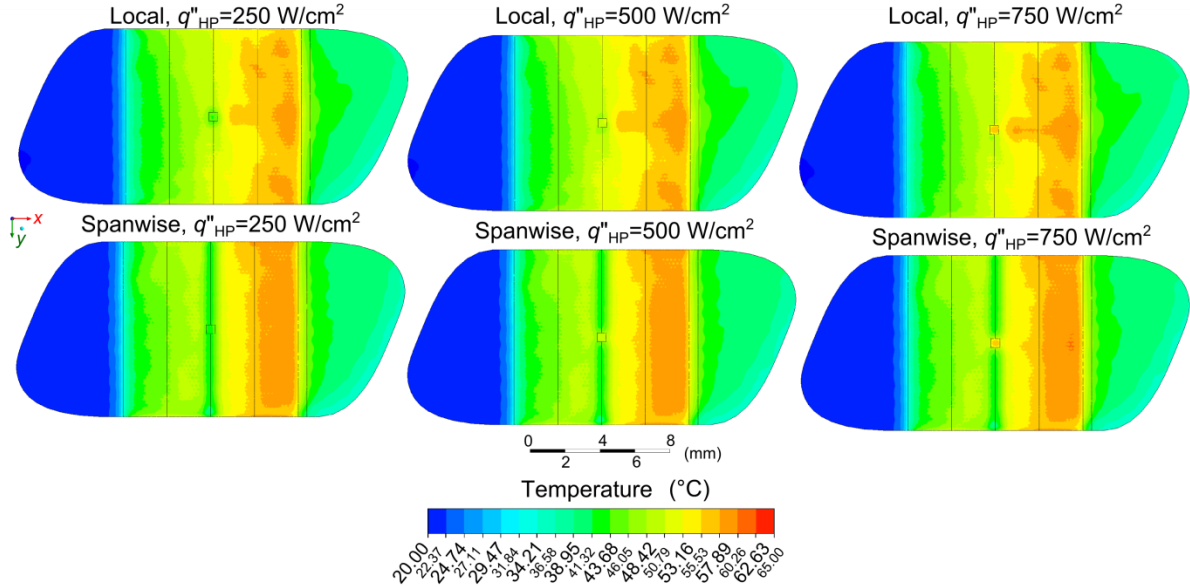 Local, q"HP=250 W/cm² Local, q"HP=500 W/cm² Local, q"HP=750 W/cm²
x
y
Spanwise, q"HP=250 W/cm² Spanwise, q"HP=500 W/cm² Spanwise, q"HP=750 W/cm²
0 4 8
2 6 (mm)
Temperature (°C)
20.00 22.37 24.74 27.11 29.47 31.84 34.21 36.58 38.95 41.32 43.68 46.05 48.42 50.79 53.16 55.53 57.89 60.26 62.63 65.00